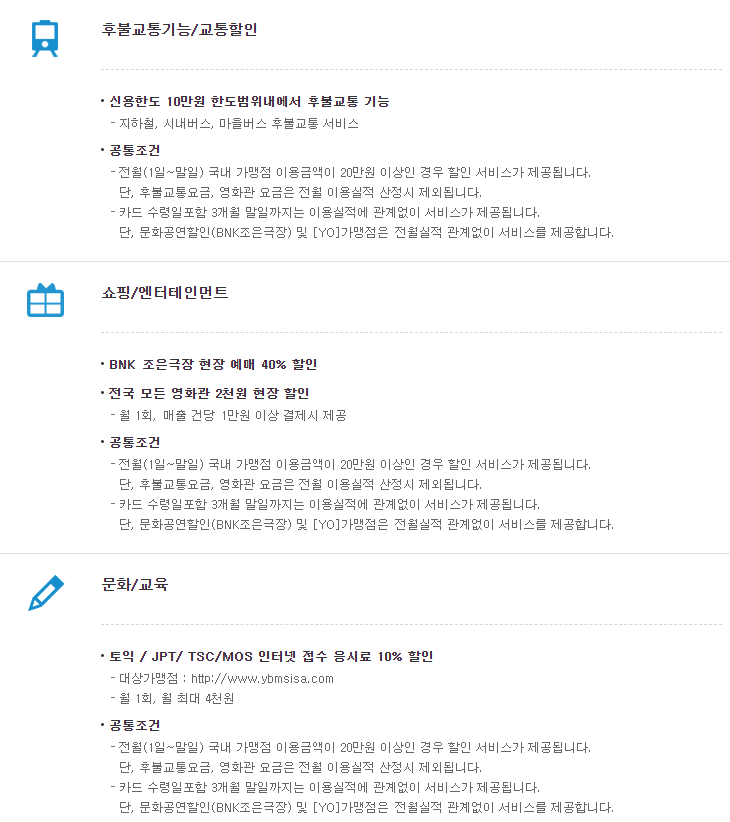 후불교통기능/교통할인
• 신용한도 10만원 한도범위내에서 후불교통 기능
- 지하철, 시내버스, 마을버스 후불교통 서비스
• 공통조건
- 전월(1일~말일) 국내 가맹점 이용금액이 20만원 이상인 경우 할인 서비스가 제공됩니다.
단, 후불교통요금, 영화관 요금은 전월 이용실적 산정시 제외됩니다.
- 카드 수령일포함 3개월 말일까지는 이용실적에 관계없이 서비스가 제공됩니다.
단, 문화공연할인(BNK조은극장) 및 [YO]가맹점은 전월실적 관계없이 서비스를 제공합니다.
쇼핑/엔터테인먼트
• BNK 조은극장 현장 예매 40% 할인
• 전국 모든 영화관 2천원 현장 할인
- 월 1회, 매출 건당 1만원 이상 결제시 제공
• 공통조건
- 전월(1일~말일) 국내 가맹점 이용금액이 20만원 이상인 경우 할인 서비스가 제공됩니다.
단, 후불교통요금, 영화관 요금은 전월 이용실적 산정시 제외됩니다.
- 카드 수령일포함 3개월 말일까지는 이용실적에 관계없이 서비스가 제공됩니다.
단, 문화공연할인(BNK조은극장) 및 [YO]가맹점은 전월실적 관계없이 서비스를 제공합니다.
문화/교육
• 토익 / JPT/ TSC/MOS 인터넷 접수 응시료 10% 할인
- 대상가맹점 : http://www.ybmsisa.com
- 월 1회, 월 최대 4천원
• 공통조건
- 전월(1일~말일) 국내 가맹점 이용금액이 20만원 이상인 경우 할인 서비스가 제공됩니다.
단, 후불교통요금, 영화관 요금은 전월 이용실적 산정시 제외됩니다.
- 카드 수령일포함 3개월 말일까지는 이용실적에 관계없이 서비스가 제공됩니다.
단, 문화공연할인(BNK조은극장) 및 [YO]가맹점은 전월실적 관계없이 서비스를 제공합니다.